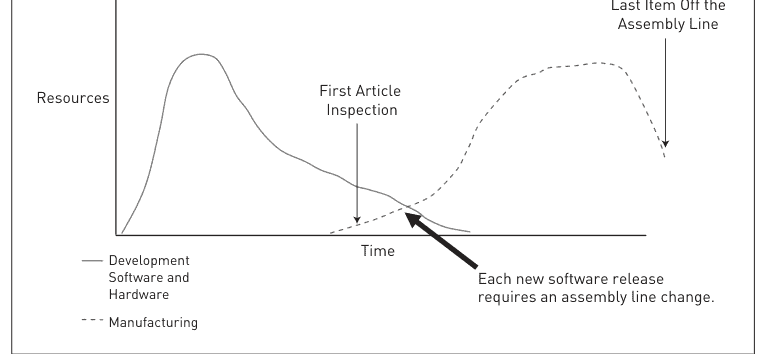 Last Item Off the
Assembly Line
Resources
First Article
Inspection
Time
Development
Software and
Hardware
Manufacturing
Each new software release
requires an assembly line change.